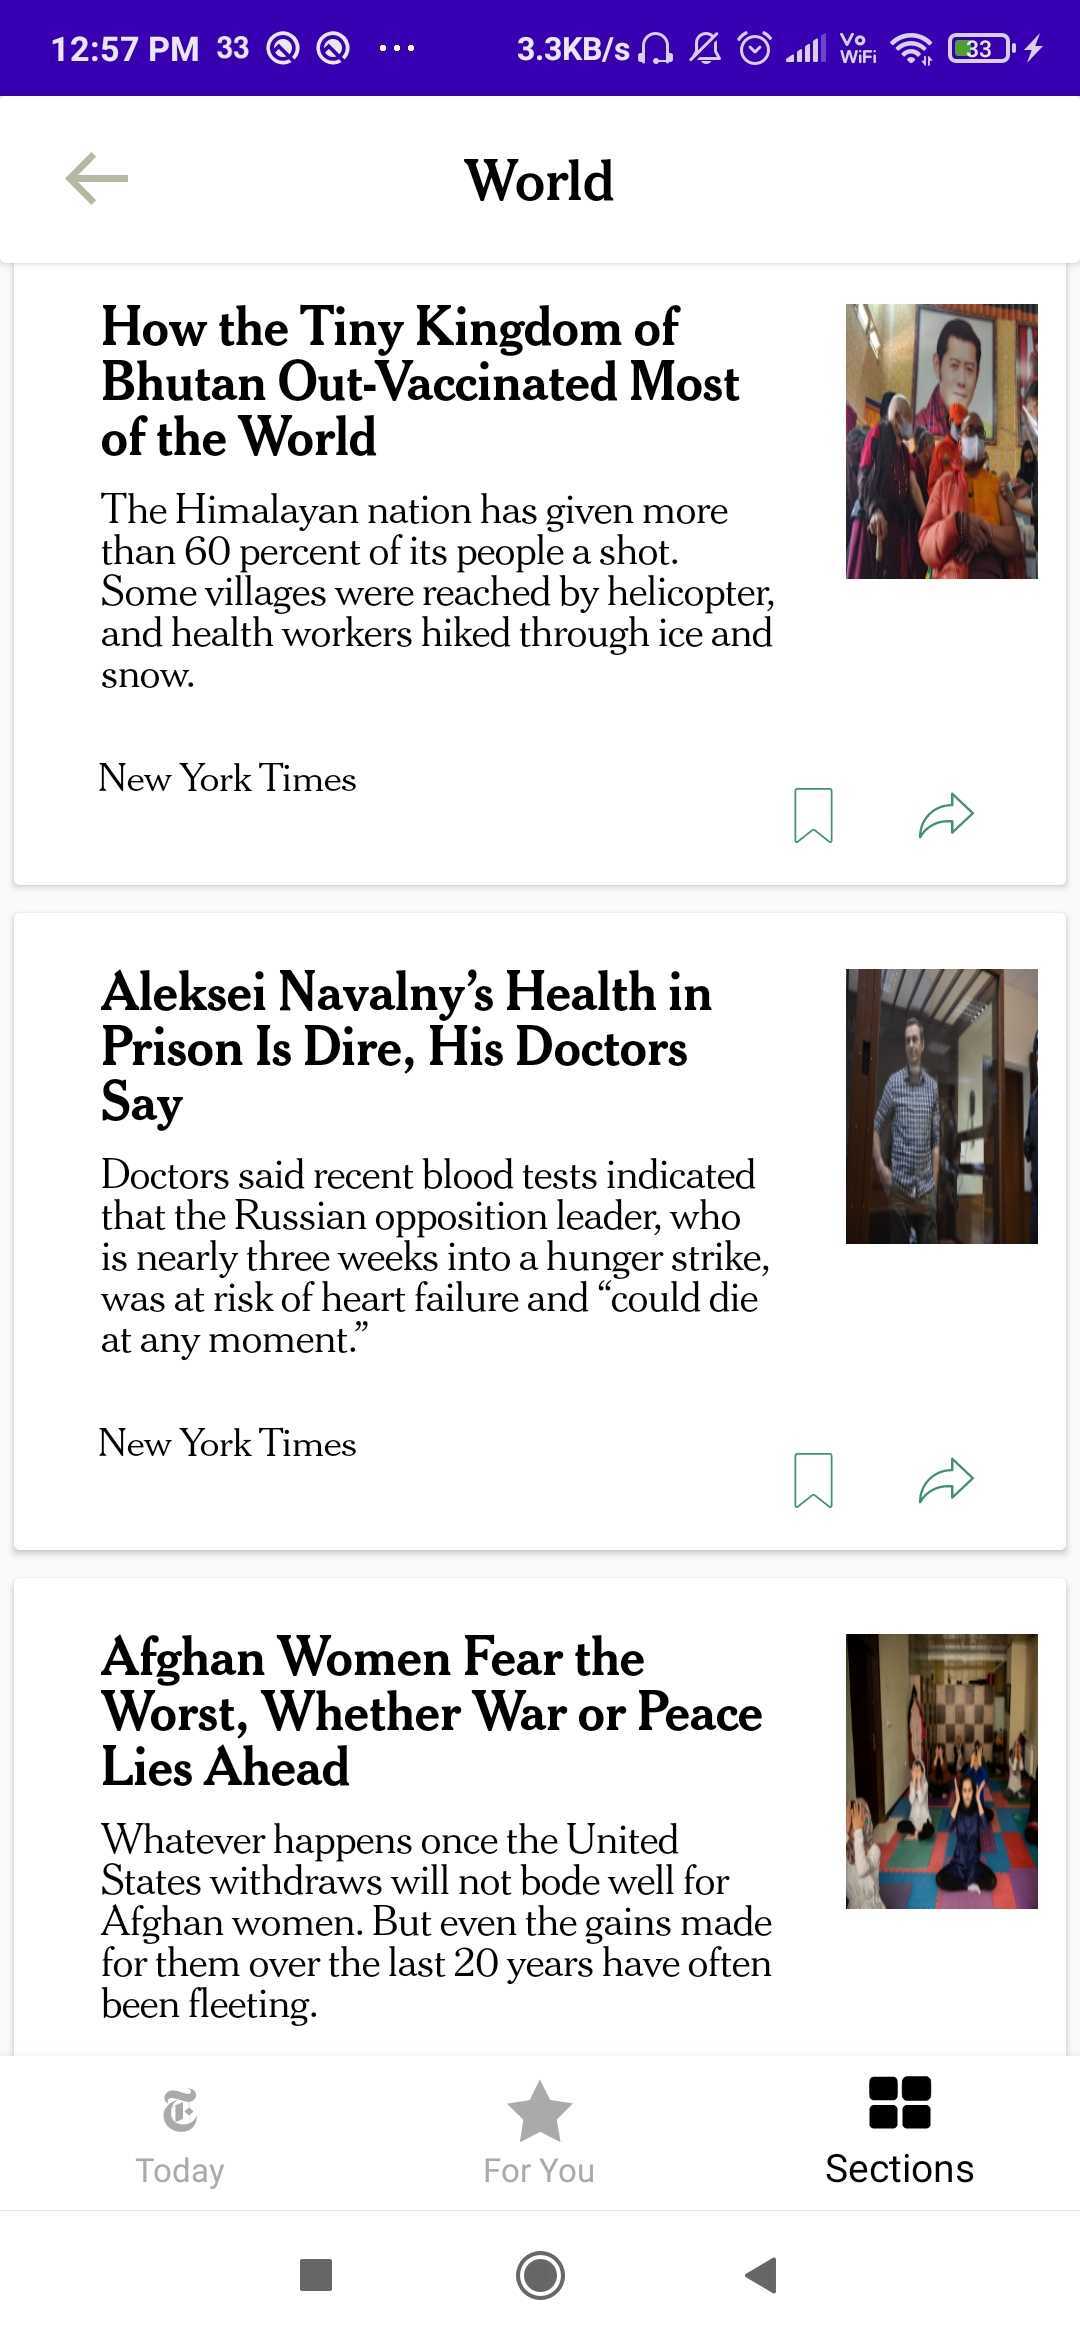 12:57 PM 33 ... 3.3KB/s Vo WiFi 33
World
How the Tiny Kingdom of
Bhutan Out-Vaccinated Most
of the World
The Himalayan nation has given more
than 60 percent of its people a shot.
Some villages were reached by helicopter,
and health workers hiked through ice and
snow.
New York Times
Aleksei Navalny’s Health in
Prison Is Dire, His Doctors
Say
Doctors said recent blood tests indicated
that the Russian opposition leader, who
is nearly three weeks into a hunger strike,
was at risk of heart failure and “could die
at any moment.”
New York Times
Afghan Women Fear the
Worst, Whether War or Peace
Lies Ahead
Whatever happens once the United
States withdraws will not bode well for
Afghan women. But even the gains made
for them over the last 20 years have often
been fleeting.
Today For You Sections